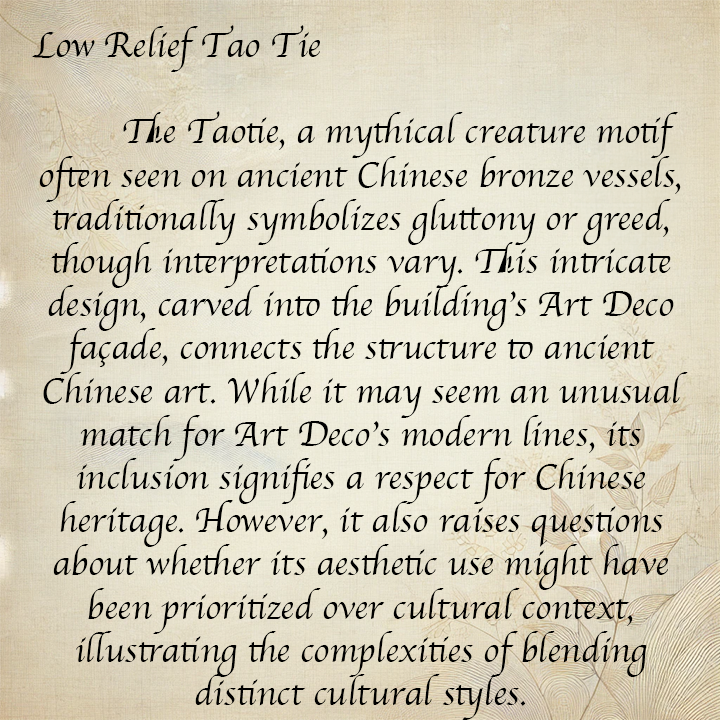 Low Relief Tao Tie
The Taotie, a mythical creature motif
often seen on ancient Chinese bronze vessels,
traditionally symbolizes gluttony or greed,
though interpretations vary. This intricate
design, carved into the building's Art Deco
façade, connects the structure to ancient
Chinese art. While it may seem an unusual
match for Art Deco's modern lines, its
inclusion signifies a respect for Chinese
heritage. However, it also raises questions
about whether its aesthetic use might have
been prioritized over cultural context,
illustrating the complexities of blending
distinct cultural styles.